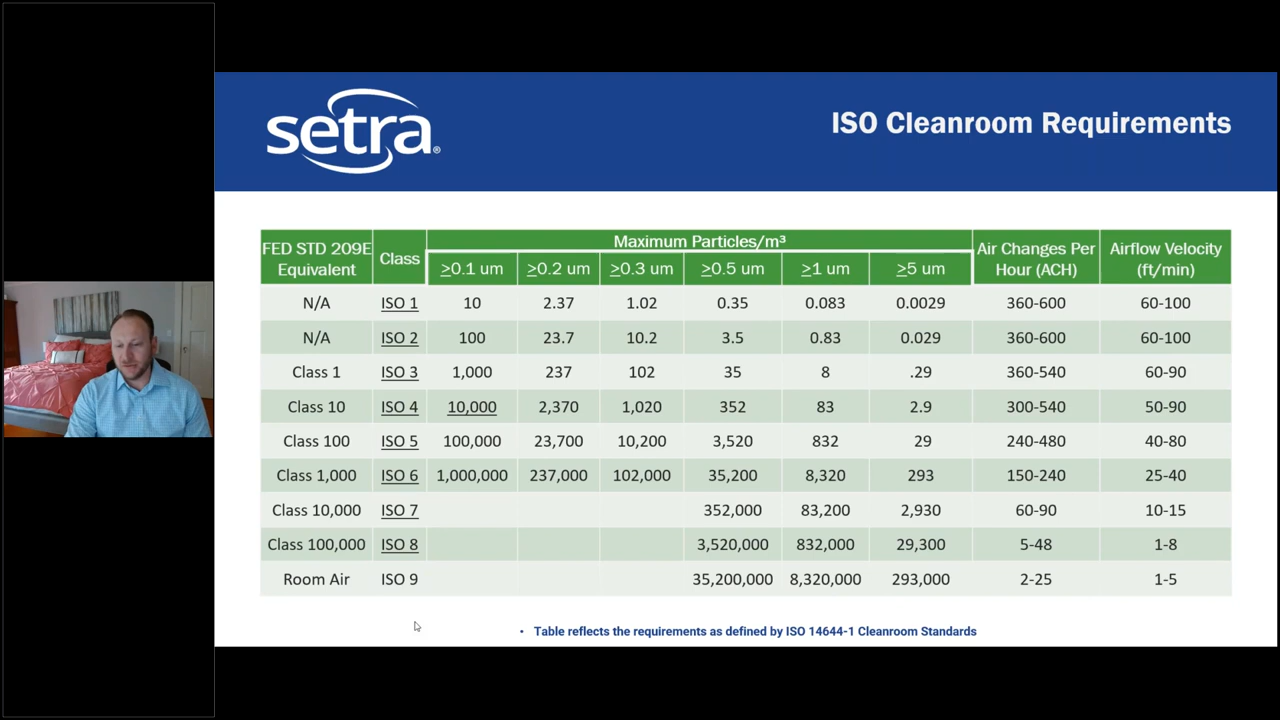 setra®
ISO Cleanroom Requirements
FED STD 209E Equivalent Class Maximum Particles/m³ Air Changes Per Hour (ACH) Airflow Velocity (ft/min)
≥0.1 um ≥0.2 um ≥0.3 um ≥0.5 um ≥1 um ≥5 um
N/A ISO 1 10 2.37 1.02 0.35 0.083 0.0029 360-600 60-100
N/A ISO 2 100 23.7 10.2 3.5 0.83 0.029 360-600 60-100
Class 1 ISO 3 1,000 237 102 35 8 .29 360-540 60-90
Class 10 ISO 4 10,000 2,370 1,020 352 83 2.9 300-540 50-90
Class 100 ISO 5 100,000 23,700 10,200 3,520 832 29 240-480 40-80
Class 1,000 ISO 6 1,000,000 237,000 102,000 35,200 8,320 293 150-240 25-40
Class 10,000 ISO 7 352,000 83,200 2,930 60-90 10-15
Class 100,000 ISO 8 3,520,000 832,000 29,300 5-48 1-8
Room Air ISO 9 35,200,000 8,320,000 293,000 2-25 1-5
• Table reflects the requirements as defined by ISO 14644-1 Cleanroom Standards